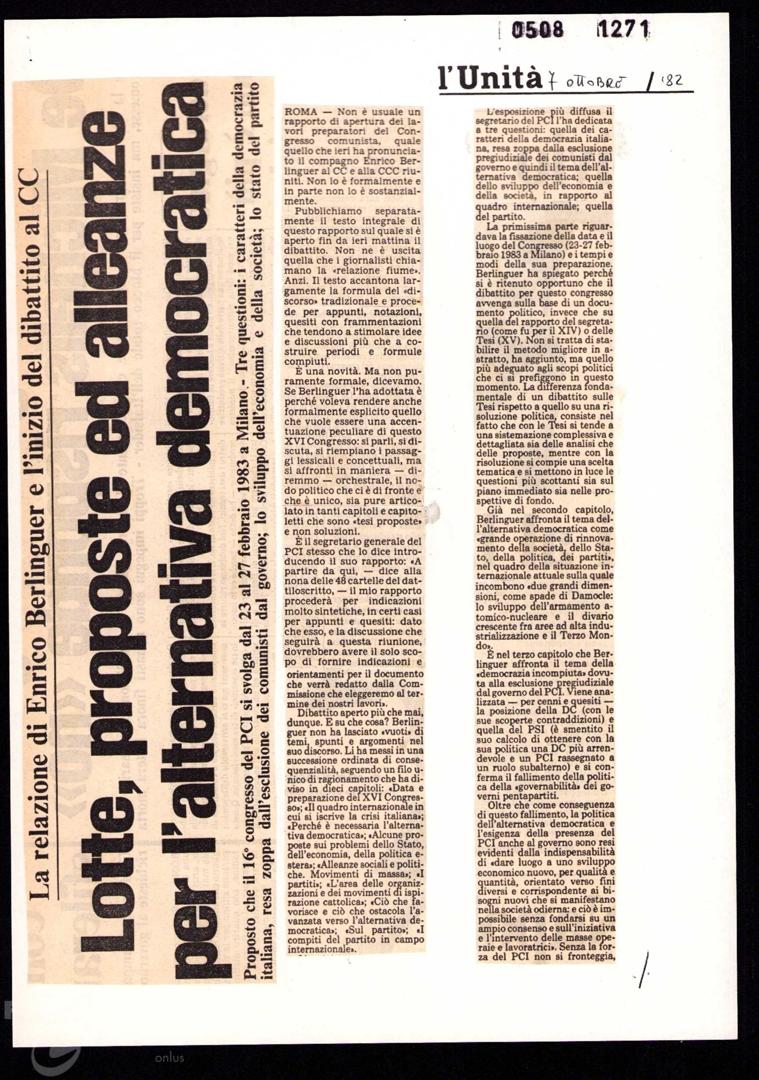 0508 1271
l'Unità 7 OTTOBRE / '82
La relazione di Enrico Berlinguer e l'inizio del dibattito al CC
Lotte, proposte ed alleanze
per l'alternativa democratica
Proposto che il 16° congresso del PCI si svolga dal 23 al 27 febbraio 1983 a Milano - Tre questioni: i caratteri della democrazia
italiana, resa zoppa dall'esclusione dei comunisti dal governo; lo sviluppo dell'economia e della società; lo stato del partito
ROMA — Non è usuale un
rapporto di apertura dei la-
vori preparatori del Con-
gresso comunista, quale
quello che ieri ha pronuncia-
to il compagno Enrico Ber-
linguer al CC e alla CCC riu-
niti. Non lo è formalmente e
in parte non lo è sostanzial-
mente.
Pubblichiamo separata-
mente il testo integrale di
questo rapporto sul quale si è
aperto fin da ieri mattina il
dibattito. Non ne è uscita
quella che i giornalisti chia-
mano la «relazione fiume».
Anzi. Il testo accantona lar-
gamente la formula del «di-
scorso» tradizionale e proce-
de per appunti, notazioni,
quesiti con frammentazioni
che tendono a stimolare idee
e discussioni più che a co-
struire periodi e formule
compiuti.
È una novità. Ma non pu-
ramente formale, dicevamo.
Se Berlinguer l'ha adottata è
perché voleva rendere anche
formalmente esplicito quello
che vuole essere una accen-
tuazione peculiare di questo
XVI Congresso: si parli, si di-
scuta, si riempiano i passag-
gi lessicali e concettuali, ma
si affronti in maniera — di-
remmo — orchestrale, il no-
do politico che ci è di fronte e
che è unico, sia pure artico-
lato in tanti capitoli e capito-
letti che sono «tesi proposte»
e non soluzioni.
È il segretario generale del
PCI stesso che lo dice intro-
ducendo il suo rapporto: «A
partire da qui, — dice alla
nona delle 48 cartelle del dat-
tiloscritto, — il mio rapporto
procederà per indicazioni
molto sintetiche, in certi casi
per appunti e quesiti: dato
che esso, e la discussione che
seguirà a questa riunione,
dovrebbero avere il solo sco-
po di fornire indicazioni e
orientamenti per il documento
che verrà redatto dalla Com-
missione che eleggeremo al ter-
mine dei nostri lavori».
Dibattito aperto più che mai,
dunque. E su che cosa? Berlin-
guer non ha lasciato «vuoti» di
temi, spunti e argomenti nel
suo discorso. Li ha messi in una
successione ordinata di conse-
quenzialità, seguendo un filo u-
nico di ragionamento che ha di-
viso in dieci capitoli: «Data e
preparazione del XVI Congres-
so»; «Il quadro internazionale in
cui si iscrive la crisi italiana»;
«Perché è necessaria l'alterna-
tiva democratica»; «Alcune pro-
poste sui problemi dello Stato,
dell'economia, della politica e-
stera»; «Alleanze sociali e politi-
che. Movimenti di massa»; «I
partiti»; «L'area delle organiz-
zazioni e dei movimenti di ispi-
razione cattolica»; «Ciò che fa-
vorisce e ciò che ostacola l'a-
vanzata verso l'alternativa de-
mocratica»; «Sul partito»; «I
compiti del partito in campo
internazionale».
L'esposizione più diffusa il
segretario del PCI l'ha dedicata
a tre questioni: quella dei ca-
ratteri della democrazia italia-
na, resa zoppa dalla esclusione
pregiudiziale dei comunisti dal
governo e quindi il tema dell'al-
ternativa democratica; quella
dello sviluppo dell'economia e
della società, in rapporto al
quadro internazionale; quella
del partito.
La primissima parte riguar-
dava la fissazione della data e il
luogo del Congresso (23-27 feb-
braio 1983 a Milano) e i tempi e
modi della sua preparazione.
Berlinguer ha spiegato perché
si è ritenuto opportuno che il
dibattito per questo congresso
avvenga sulla base di un docu-
mento politico, invece che su
quella del rapporto del segreta-
rio (come fu per il XIV) o delle
Tesi (XV). Non si tratta di sta-
bilire il metodo migliore in a-
stratto, ha aggiunto, ma quello
più adeguato agli scopi politici
che ci si prefiggono in questo
momento. La differenza fonda-
mentale di un dibattito sulle
Tesi rispetto a quello su una ri-
soluzione politica, consiste nel
fatto che con le Tesi si tende a
una sistemazione complessiva e
dettagliata sia delle analisi che
delle proposte, mentre con la
risoluzione si compie una scelta
tematica e si mettono in luce le
questioni più scottanti sia sul
piano immediato sia nelle pro-
spettive di fondo.
Già nel secondo capitolo,
Berlinguer affronta il tema del-
l'alternativa democratica come
«grande operazione di rinnova-
mento della società, dello Sta-
to, della politica, dei partiti»,
nel quadro della situazione in-
ternazionale attuale sulla quale
incombono «due grandi dimen-
sioni, come spade di Damocle:
lo sviluppo dell'armamento a-
tomico-nucleare e il divario
crescente fra aree ad alta indu-
strializzazione e il Terzo Mon-
do».
È nel terzo capitolo che Ber-
linguer affronta il tema della
«democrazia incompiuta» dovu-
ta alla esclusione pregiudiziale
dal governo del PCI. Viene ana-
lizzata — per cenni e quesiti —
la posizione della DC (con le
sue scoperte contraddizioni) e
quella del PSI (è smentito il
suo calcolo di ottenere con la
sua politica una DC più arren-
devole e un PCI rassegnato a
un ruolo subalterno) e si con-
ferma il fallimento della politi-
ca della «governabilità» dei go-
verni pentapartiti.
Oltre che come conseguenza
di questo fallimento, la politica
dell'alternativa democratica e
l'esigenza della presenza del
PCI anche al governo sono resi
evidenti dalla indispensabilità
di «dare luogo a uno sviluppo
economico nuovo, per qualità e
quantità, orientato verso fini
diversi e corrispondente ai bi-
sogni nuovi che si manifestano
nella società odierna: e ciò è im-
possibile senza fondarsi su un
ampio consenso e sull'iniziativa
e l'intervento delle masse ope-
raie e lavoratrici». Senza la for-
za del PCI non si fronteggia,
onlus